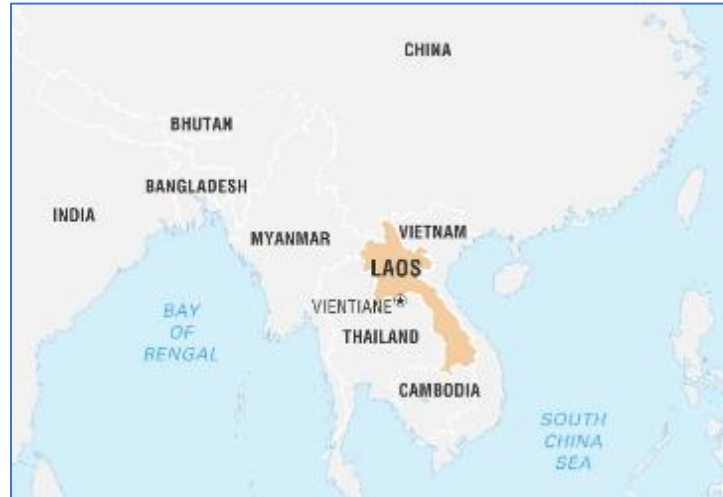 CHINA
BHUTAN
BANGLADESH
INDIA
MYANMAR
VIETNAM
LAOS
VIENTIANE
BAY
OF
BENGAL
THAILAND
CAMBODIA
SOUTH
CHINA
SEA